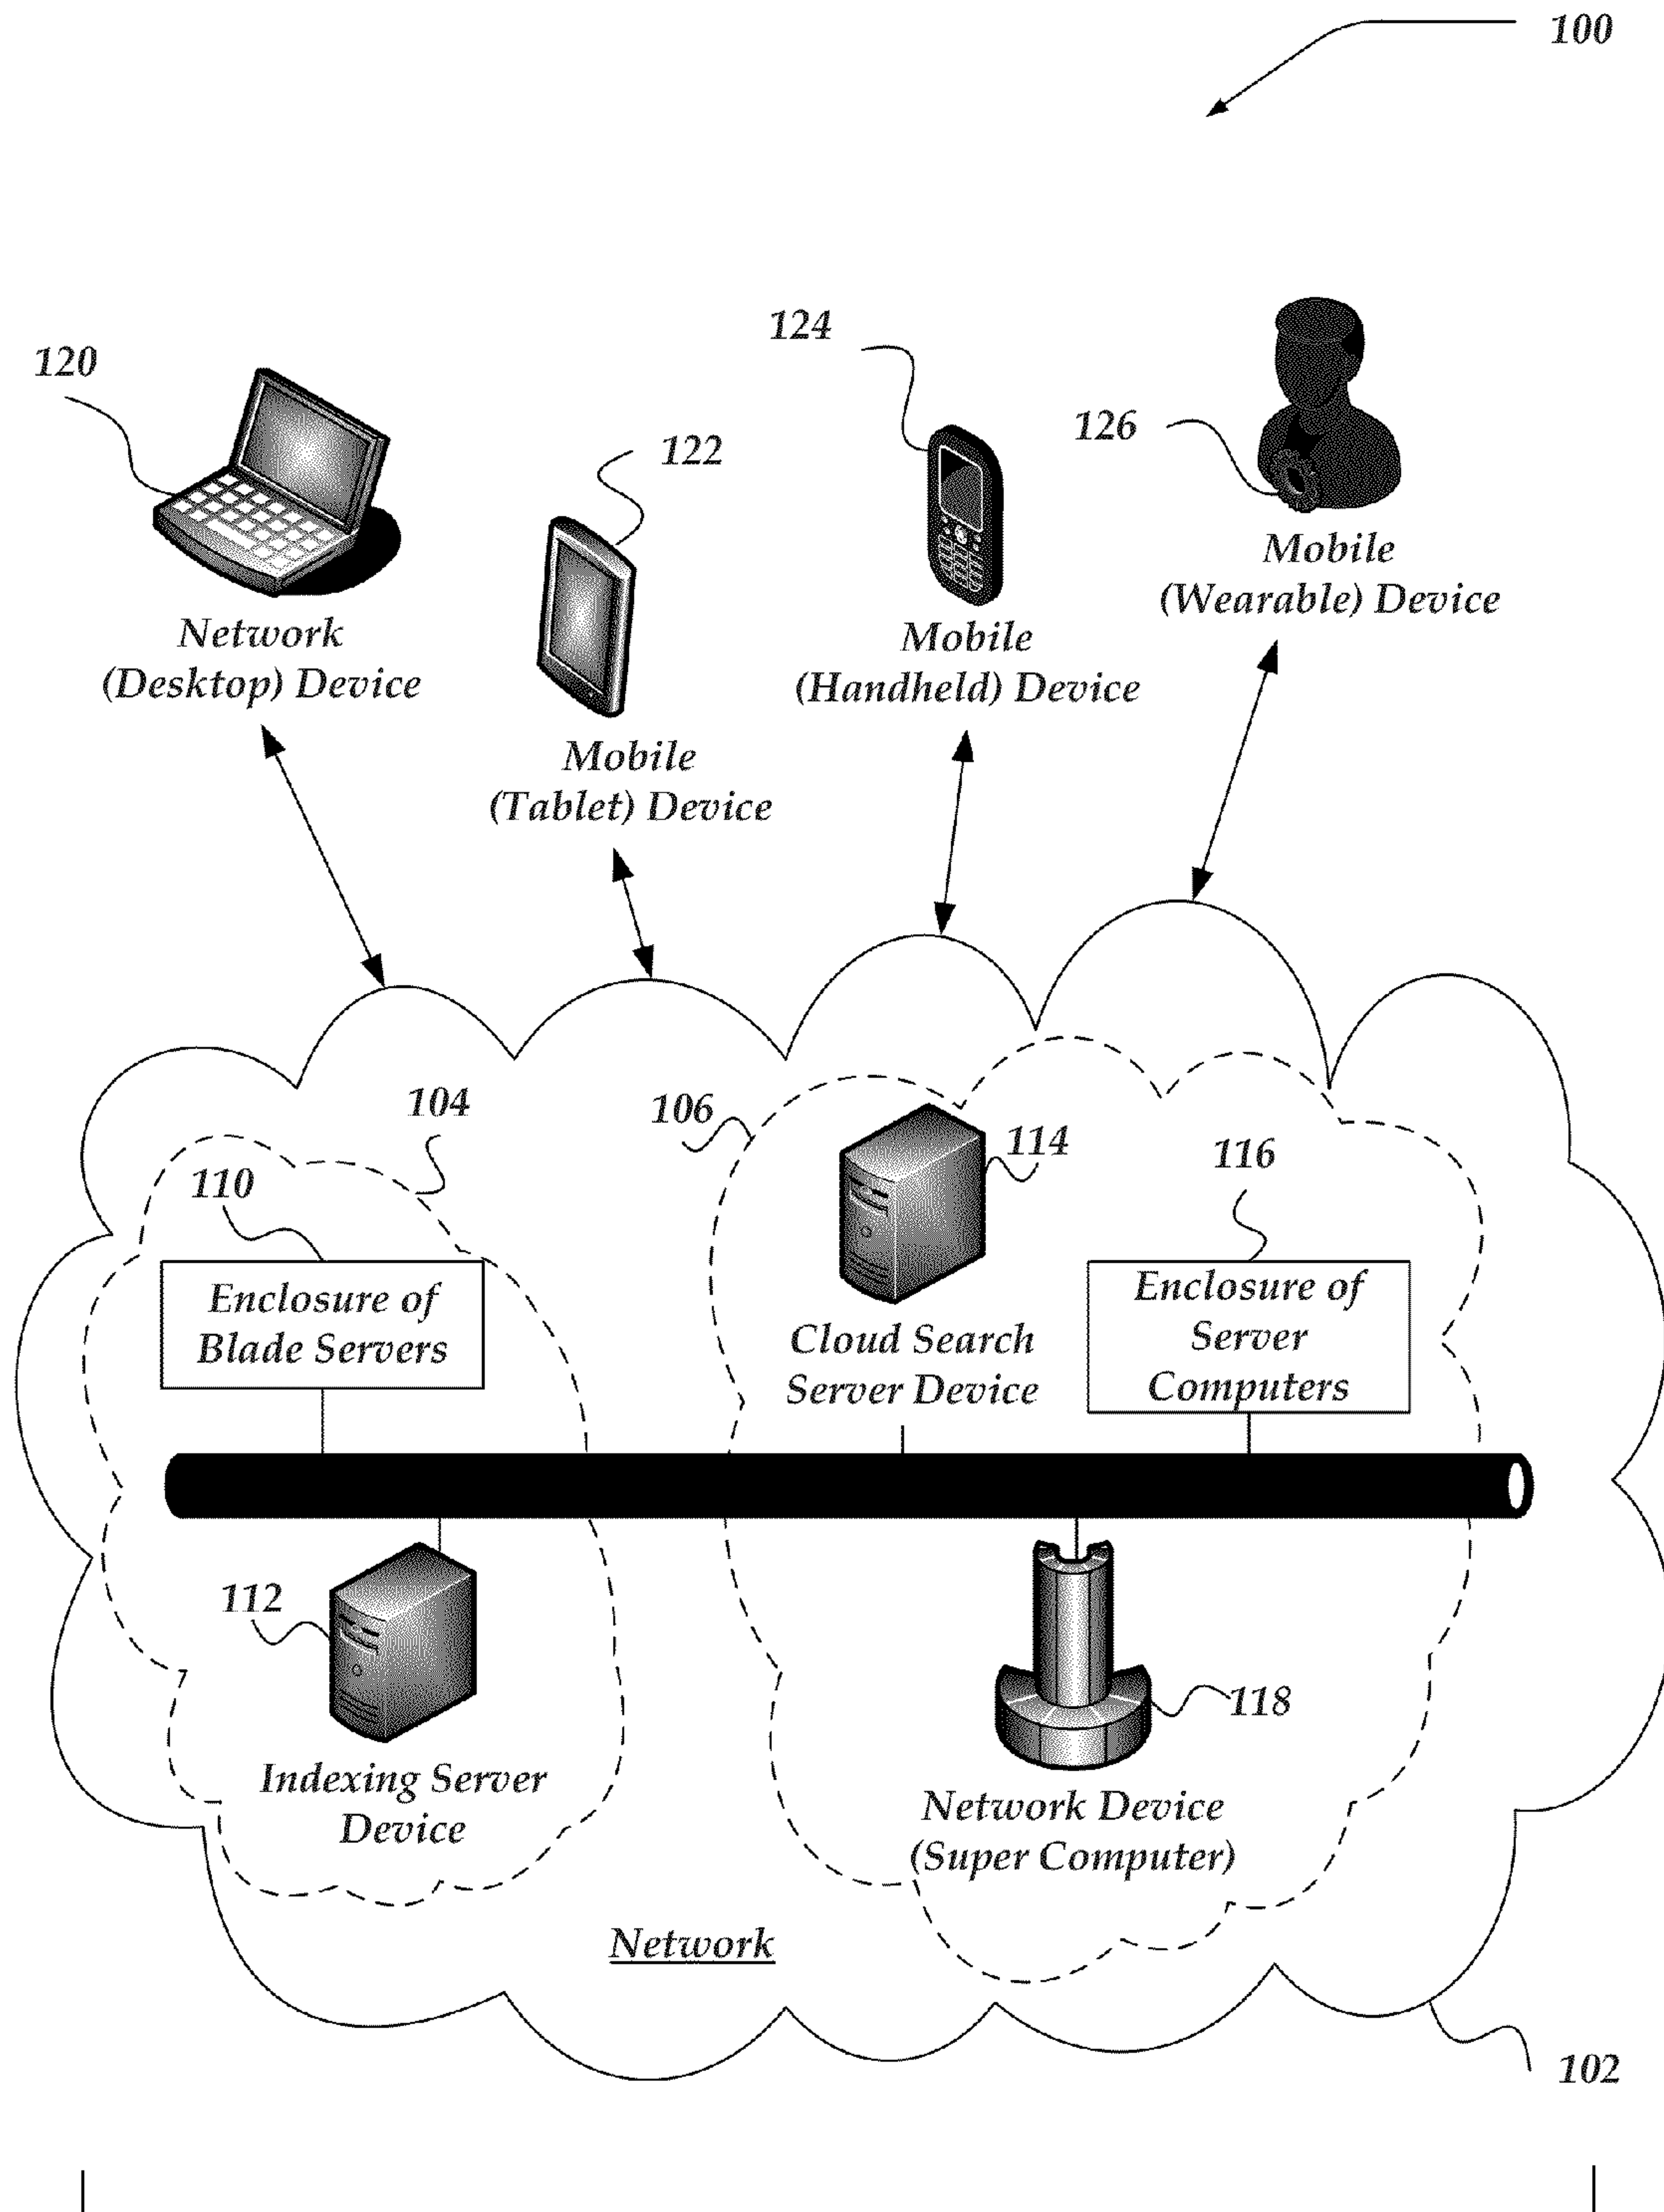 100
124
120
126
122
Mobile
(Wearable) Device
Network
(Desktop) Device
Mobile
(Handheld) Device
Mobile
(Tablet) Device
104
106
114
116
110
Enclosure of
Blade Servers
Cloud Search
Server Device
Enclosure of
Server
Computers
112
118
Indexing Server
Device
Network Device
(Super Computer)
Network
102